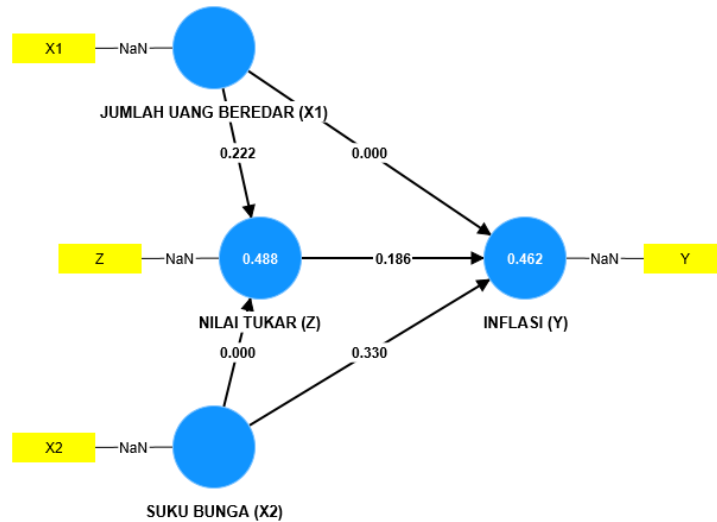 X1
NaN
JUMLAH UANG BEREDAR (X1)
0.222
0.000
Z
NaN
0.488
0.186
0.462
NaN
Y
NILAI TUKAR (Z)
INFLASI (Y)
0.000
0.330
X2
NaN
SUKU BUNGA (X2)